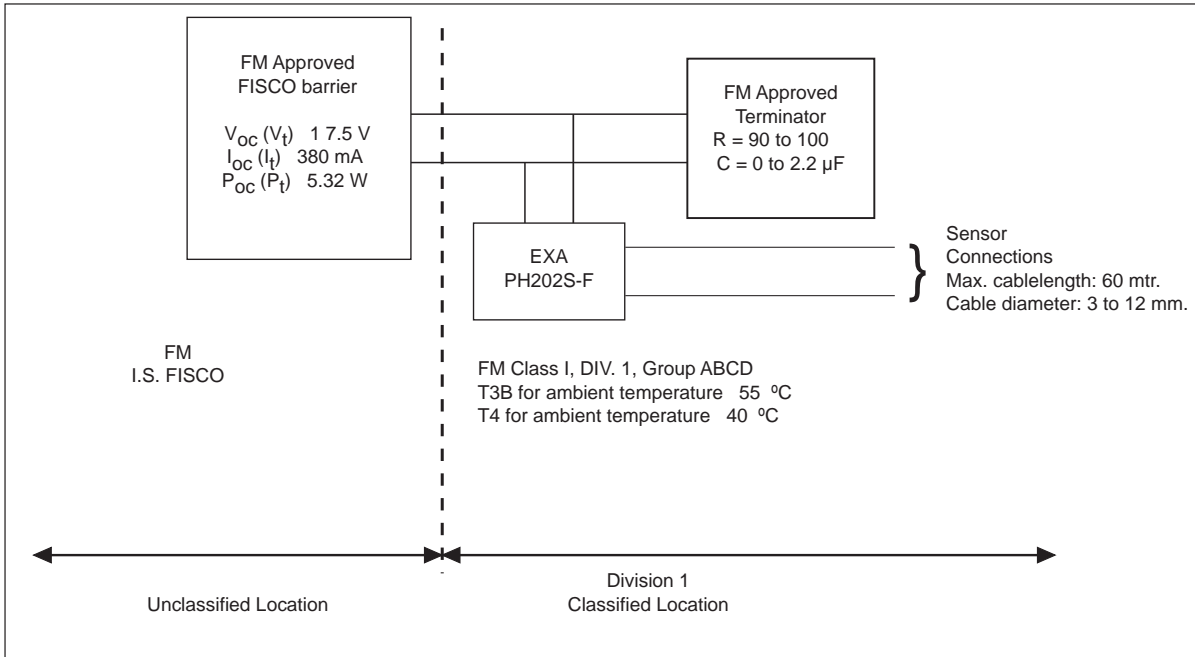 FM Approved
FISCO barrier
Voc (Vt) 1 7.5 V
Ioc (It) 380 mA
Poc (Pt) 5.32 W
FM Approved
Terminator
R = 90 to 100
C = 0 to 2.2 µF
EXA
PH202S-F
}
Sensor
Connections
Max. cablelength: 60 mtr.
Cable diameter: 3 to 12 mm.
FM
I.S. FISCO
FM Class I, DIV. 1, Group ABCD
T3B for ambient temperature 55 ºC
T4 for ambient temperature 40 ºC
Unclassified Location
Division 1
Classified Location